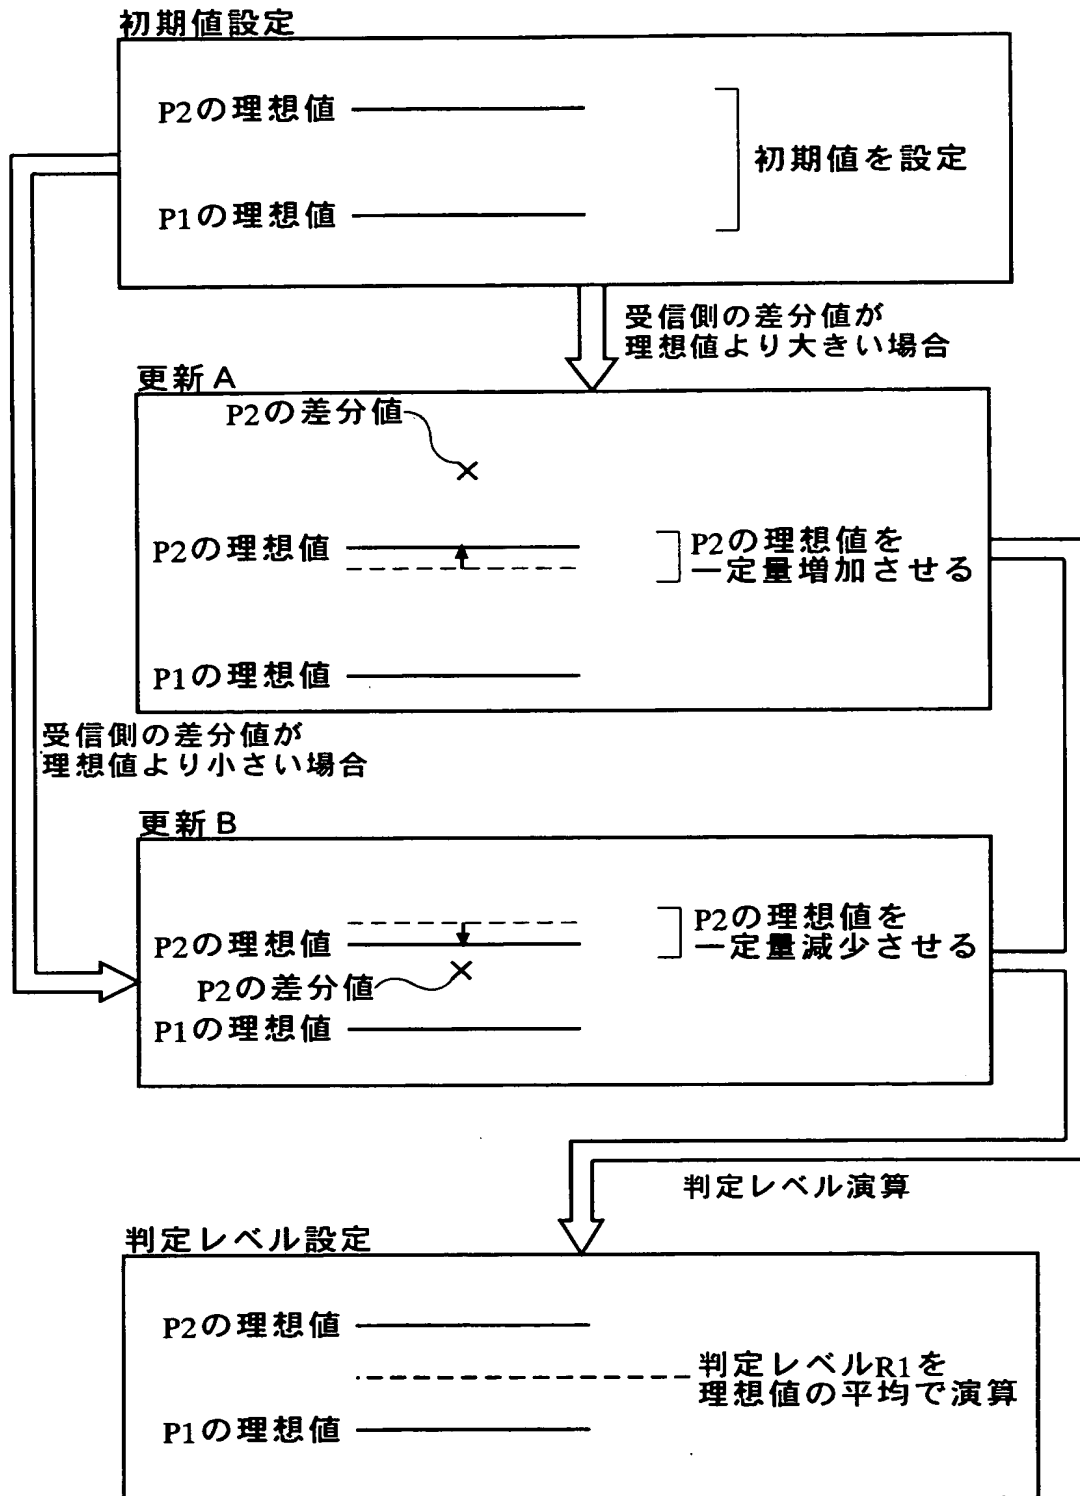 初期値設定
P2の理想値
初期値を設定
P1の理想値
受信側の差分値が
理想値より大きい場合
更新A
P2の差分値
P2の理想値
P2の理想値を
一定量増加させる
P1の理想値
受信側の差分値が
理想値より小さい場合
更新B
P2の理想値を
一定量減少させる
P2の理想値
P2の差分値
P1の理想値
判定レベル演算
判定レベル設定
P2の理想値
判定レベルR1を
理想値の平均で演算
P1の理想値